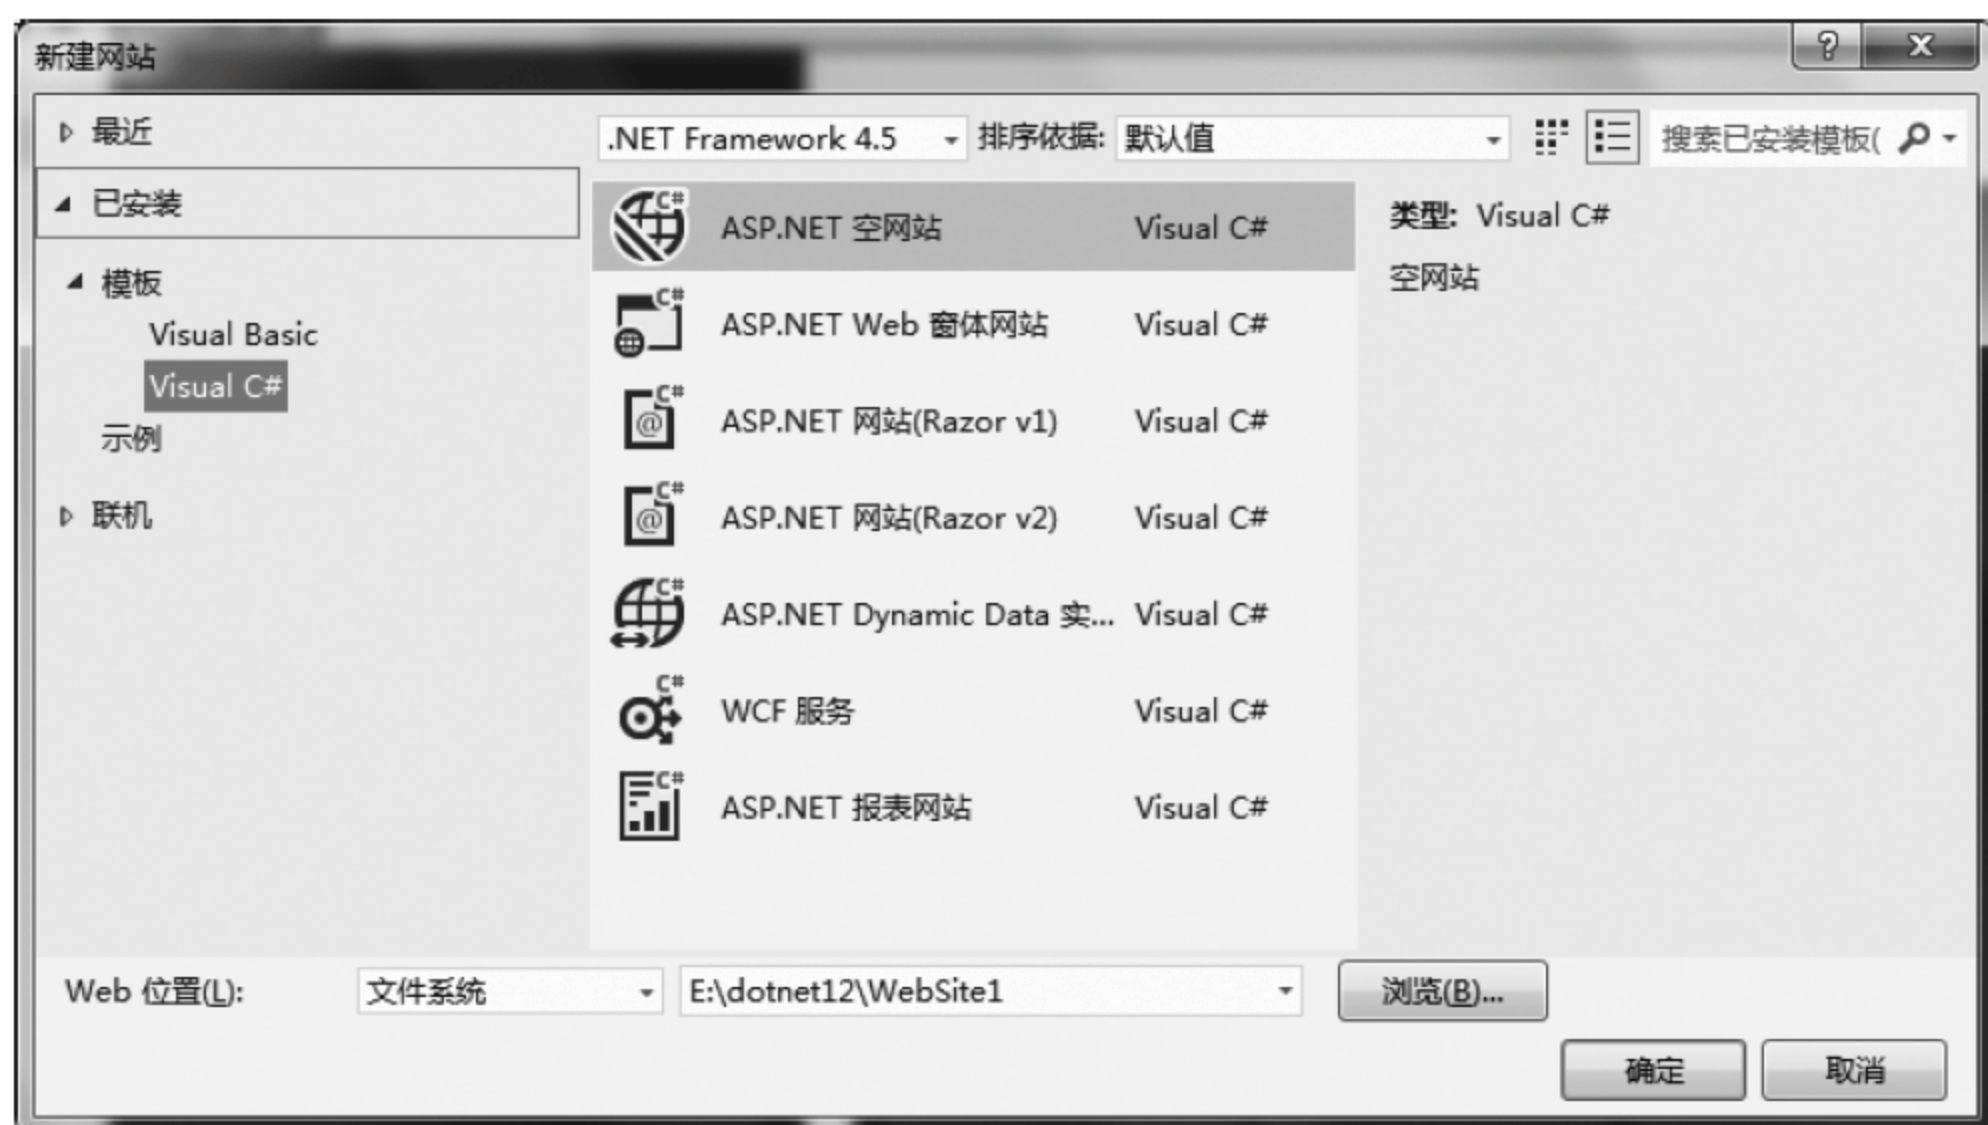 新建网站
最近
已安装
模板
Visual Basic
Visual C#
示例
联机
.NET Framework 4.5 排序依据: 默认值 搜索已安装模板(
ASP.NET 空网站 Visual C#
ASP.NET Web 窗体网站 Visual C#
ASP.NET 网站(Razor v1) Visual C#
ASP.NET 网站(Razor v2) Visual C#
ASP.NET Dynamic Data 实... Visual C#
WCF 服务 Visual C#
ASP.NET 报表网站 Visual C#
类型: Visual C#
空网站
Web 位置(L): 文件系统 E:\dotnet12\WebSite1 浏览(B)...
确定 取消